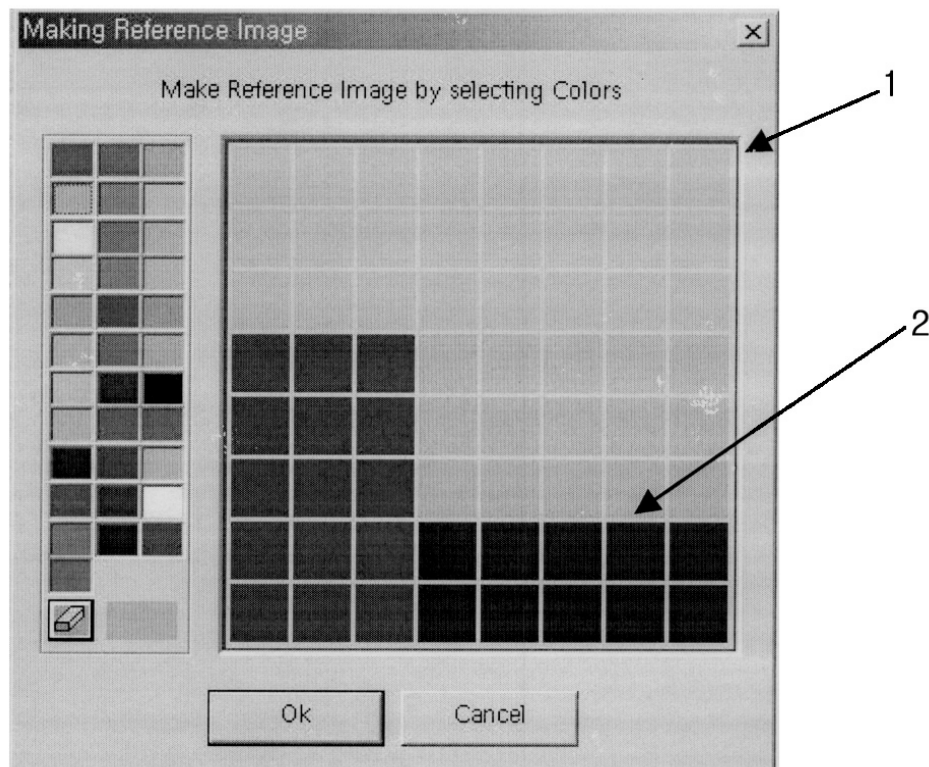 Making Reference Image
Make Reference Image by selecting Colors
1
2
Ok
Cancel